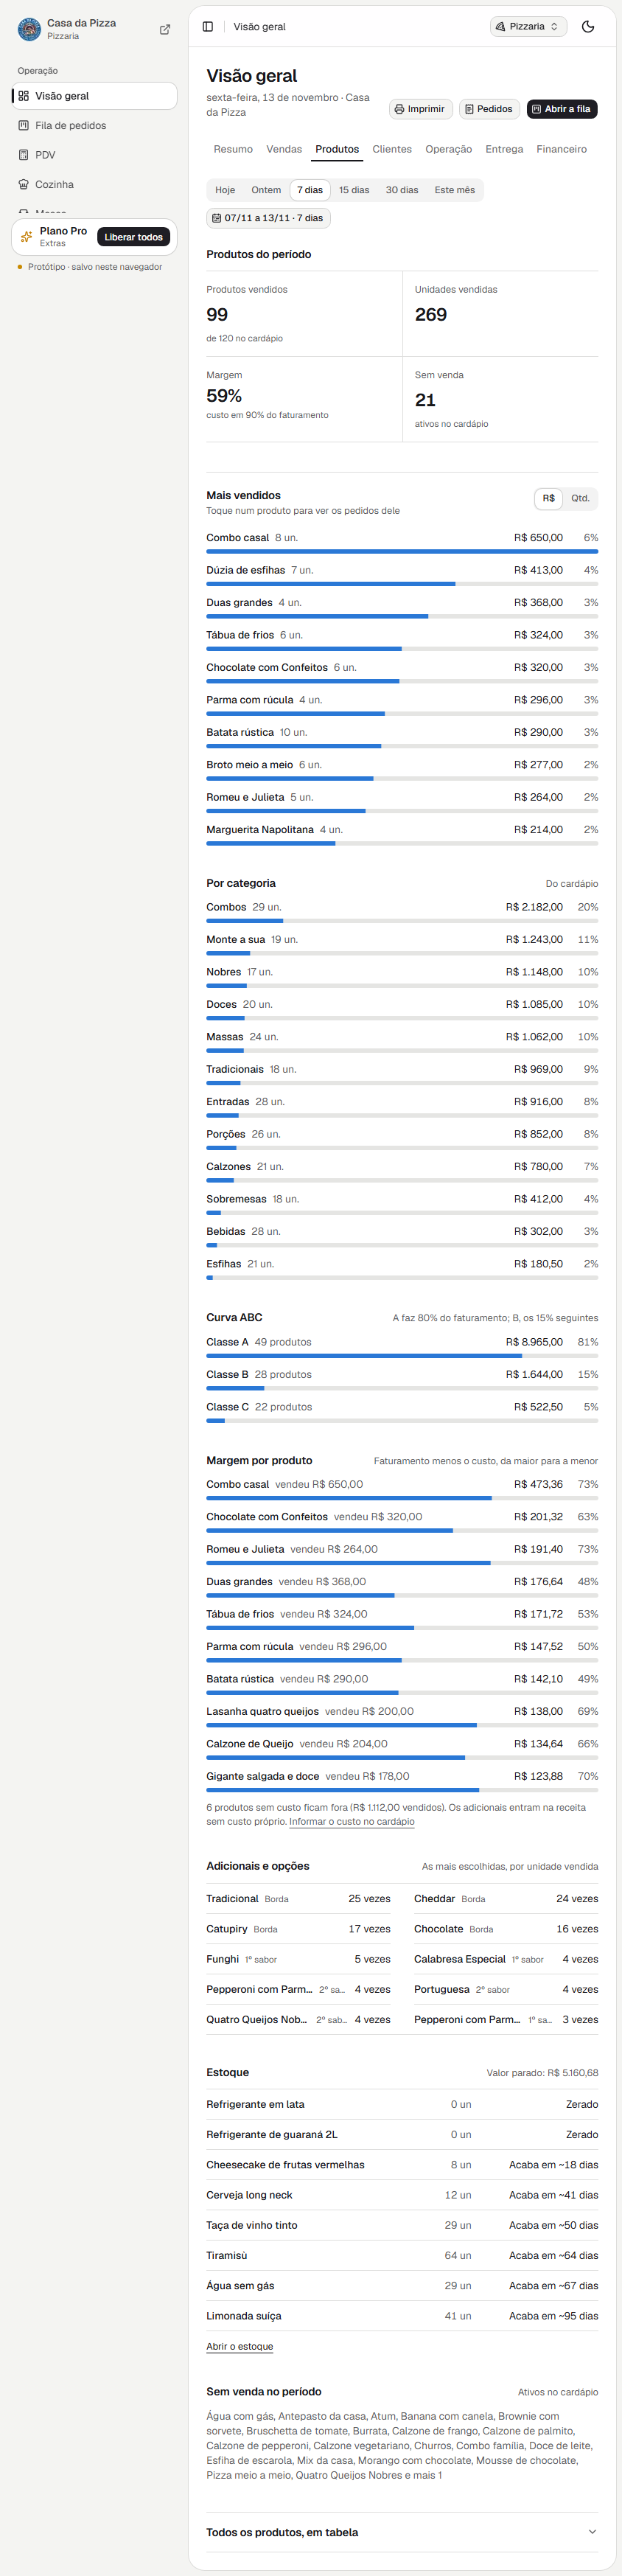 Casa da Pizza
Pizzaria
Operação
Visão geral
Fila de pedidos
PDV
Cozinha
Plano Pro
Extras
Liberar todos
Protótipo · salvo neste navegador
Visão geral
Pizzaria
Visão geral
sexta-feira, 13 de novembro · Casa
da Pizza
Imprimir
Pedidos
Abrir a fila
Resumo Vendas Produtos Clientes Operação Entrega Financeiro
Hoje Ontem 7 dias 15 dias 30 dias Este mês
07/11 a 13/11 · 7 dias
Produtos do período
Produtos vendidos
99
de 120 no cardápio
Unidades vendidas
269
Margem
59%
custo em 90% do faturamento
Sem venda
21
ativos no cardápio
Mais vendidos
Toque num produto para ver os pedidos dele
R$ Qtd.
Combo casal 8 un. R$ 650,00 6%
Dúzia de esfihas 7 un. R$ 413,00 4%
Duas grandes 4 un. R$ 368,00 3%
Tábua de frios 6 un. R$ 324,00 3%
Chocolate com Confeitos 6 un. R$ 320,00 3%
Parma com rúcula 4 un. R$ 296,00 3%
Batata rústica 10 un. R$ 290,00 3%
Broto meio a meio 6 un. R$ 277,00 2%
Romeu e Julieta 5 un. R$ 264,00 2%
Marguerita Napolitana 4 un. R$ 214,00 2%
Por categoria Do cardápio
Combos 29 un. R$ 2.182,00 20%
Monte a sua 19 un. R$ 1.243,00 11%
Nobres 17 un. R$ 1.148,00 10%
Doces 20 un. R$ 1.085,00 10%
Massas 24 un. R$ 1.062,00 10%
Tradicionais 18 un. R$ 969,00 9%
Entradas 28 un. R$ 916,00 8%
Porções 26 un. R$ 852,00 8%
Calzones 21 un. R$ 780,00 7%
Sobremesas 18 un. R$ 412,00 4%
Bebidas 28 un. R$ 302,00 3%
Esfihas 21 un. R$ 180,50 2%
Curva ABC A faz 80% do faturamento; B, os 15% seguintes
Classe A 49 produtos R$ 8.965,00 81%
Classe B 28 produtos R$ 1.644,00 15%
Classe C 22 produtos R$ 522,50 5%
Margem por produto Faturamento menos o custo, da maior para a menor
Combo casal vendeu R$ 650,00 R$ 473,36 73%
Chocolate com Confeitos vendeu R$ 320,00 R$ 201,32 63%
Romeu e Julieta vendeu R$ 264,00 R$ 191,40 73%
Duas grandes vendeu R$ 368,00 R$ 176,64 48%
Tábua de frios vendeu R$ 324,00 R$ 171,72 53%
Parma com rúcula vendeu R$ 296,00 R$ 147,52 50%
Batata rústica vendeu R$ 290,00 R$ 142,10 49%
Lasanha quatro queijos vendeu R$ 200,00 R$ 138,00 69%
Calzone de Queijo vendeu R$ 204,00 R$ 134,64 66%
Gigante salgada e doce vendeu R$ 178,00 R$ 123,88 70%
6 produtos sem custo ficam fora (R$ 1.112,00 vendidos). Os adicionais entram na receita
sem custo próprio. Informar o custo no cardápio
Adicionais e opções As mais escolhidas, por unidade vendida
Tradicional Borda 25 vezes Cheddar Borda 24 vezes
Catupiry Borda 17 vezes Chocolate Borda 16 vezes
Funghi 1º sabor 5 vezes Calabresa Especial 1º sabor 4 vezes
Pepperoni com Parm... 2º sa... 4 vezes Portuguesa 2º sabor 4 vezes
Quatro Queijos Nob... 2º sab... 4 vezes Pepperoni com Parm... 1º sa... 3 vezes
Estoque Valor parado: R$ 5.160,68
Refrigerante em lata 0 un Zerado
Refrigerante de guaraná 2L 0 un Zerado
Cheesecake de frutas vermelhas 8 un Acaba em ~18 dias
Cerveja long neck 12 un Acaba em ~41 dias
Taça de vinho tinto 29 un Acaba em ~50 dias
Tiramisù 64 un Acaba em ~64 dias
Água sem gás 29 un Acaba em ~67 dias
Limonada suíça 41 un Acaba em ~95 dias
Abrir o estoque
Sem venda no período Ativos no cardápio
Água com gás, Antepasto da casa, Atum, Banana com canela, Brownie com
sorvete, Bruschetta de tomate, Burrata, Calzone de frango, Calzone de palmito,
Calzone de pepperoni, Calzone vegetariano, Churros, Combo família, Doce de leite,
Esfiha de escarola, Mix da casa, Morango com chocolate, Mousse de chocolate,
Pizza meio a meio, Quatro Queijos Nobres e mais 1
Todos os produtos, em tabela